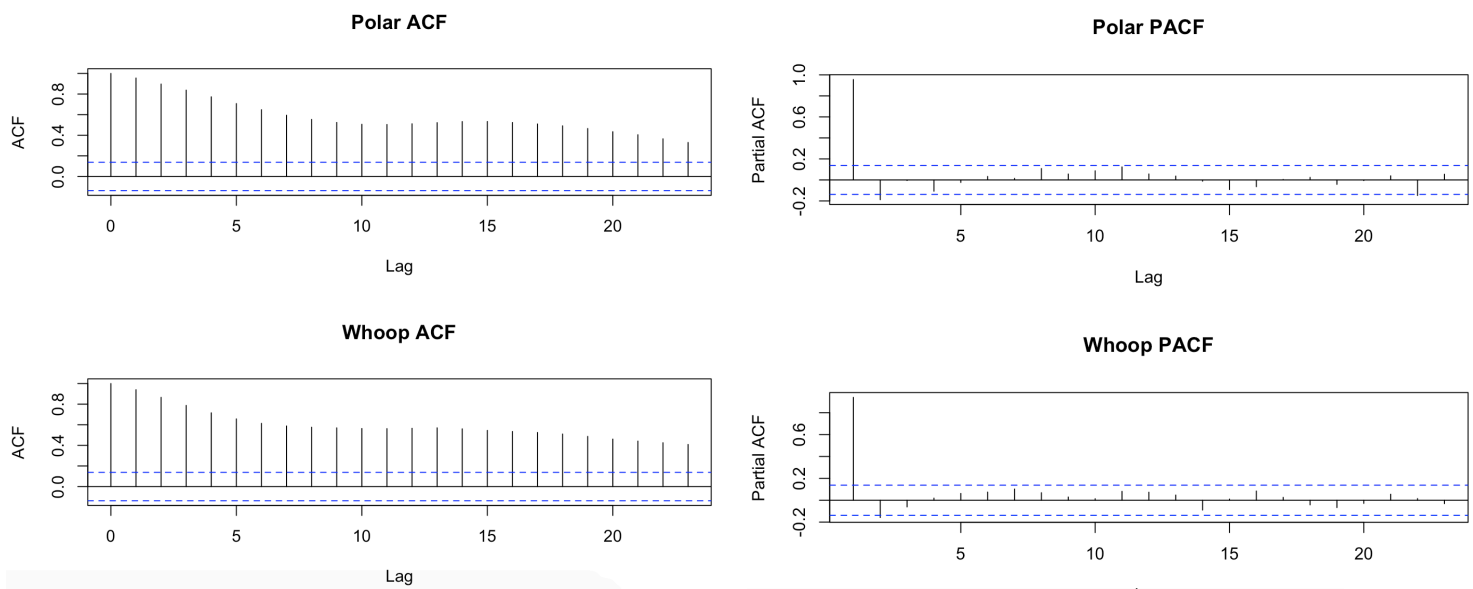 Polar ACF
ACF
0.0 0.4 0.8
0 5 10 15 20
Lag
Polar PACF
Partial ACF
-0.2 0.2 0.6 1.0
5 10 15 20
Lag
Whoop ACF
ACF
0.0 0.4 0.8
0 5 10 15 20
Lag
Whoop PACF
Partial ACF
-0.2 0.2 0.6
5 10 15 20